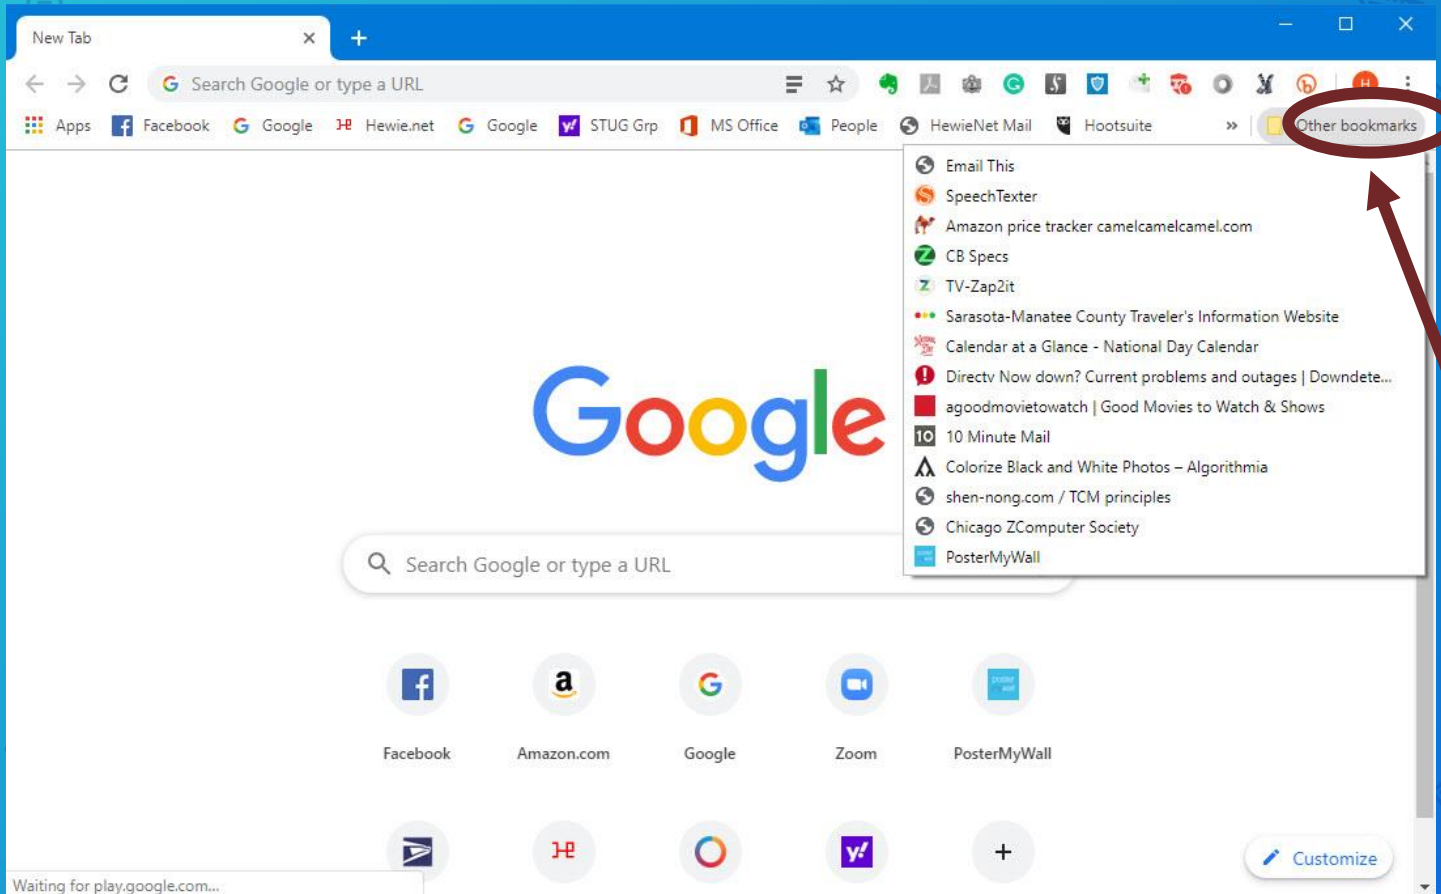 New Tab
Search Google or type a URL
Apps Facebook Google Hewie.net Google STUG Grp MS Office People HewieNet Mail Hootsuite » Other bookmarks
Email This
SpeechTexter
Amazon price tracker camelcamelcamel.com
CB Specs
TV-Zap2it
Sarasota-Manatee County Traveler's Information Website
Calendar at a Glance - National Day Calendar
Directv Now down? Current problems and outages | Downdete...
agoodmovietowatch | Good Movies to Watch & Shows
10 10 Minute Mail
Colorize Black and White Photos – Algorithmia
shen-nong.com / TCM principles
Chicago ZComputer Society
PosterMyWall
Google
Search Google or type a URL
Facebook Amazon.com Google Zoom PosterMyWall
Customize
Waiting for play.google.com...